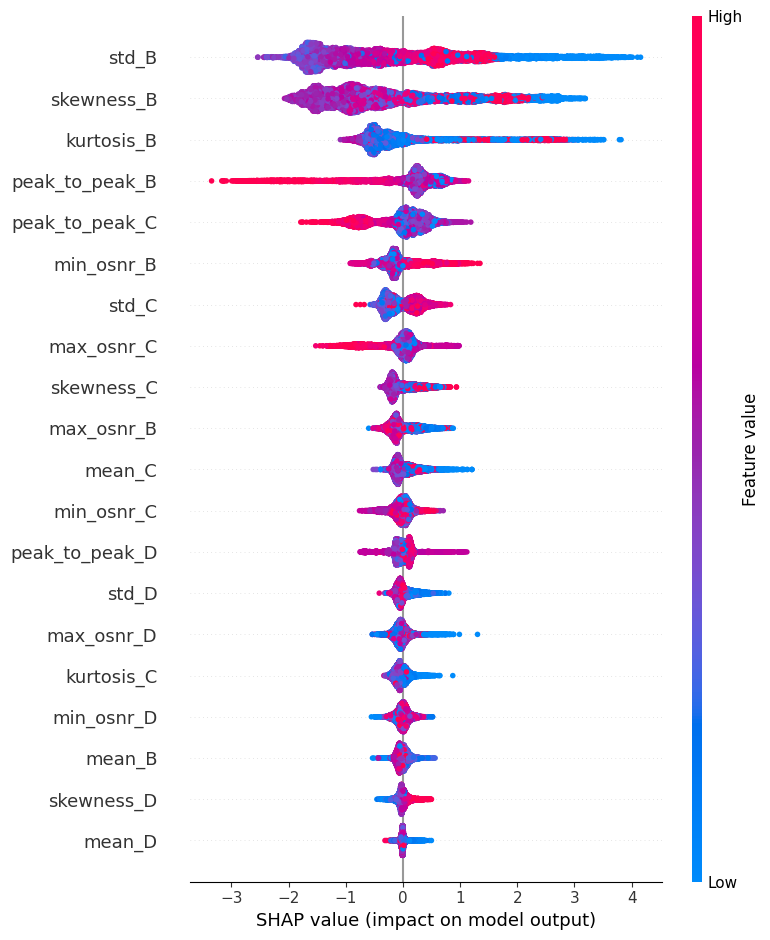 High
std_B
skewness_B
kurtosis_B
peak_to_peak_B
peak_to_peak_C
min_osnr_B
std_C
max_osnr_C
skewness_C
max_osnr_B
mean_C
min_osnr_C
peak_to_peak_D
std_D
max_osnr_D
kurtosis_C
min_osnr_D
mean_B
skewness_D
mean_D
Feature value
Low
−3 −2 −1 0 1 2 3 4
SHAP value (impact on model output)